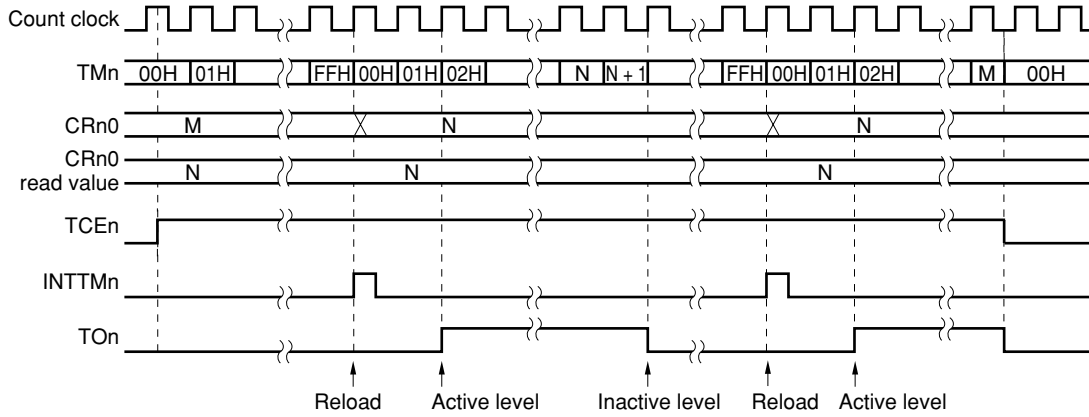 Count clock
TMn 00H 01H FFH 00H 01H 02H N N + 1 FFH 00H 01H 02H M 00H
CRn0 M N N
CRn0
read value N N N
TCEn
INTTMn
TOn
Reload Active level Inactive level Reload Active level